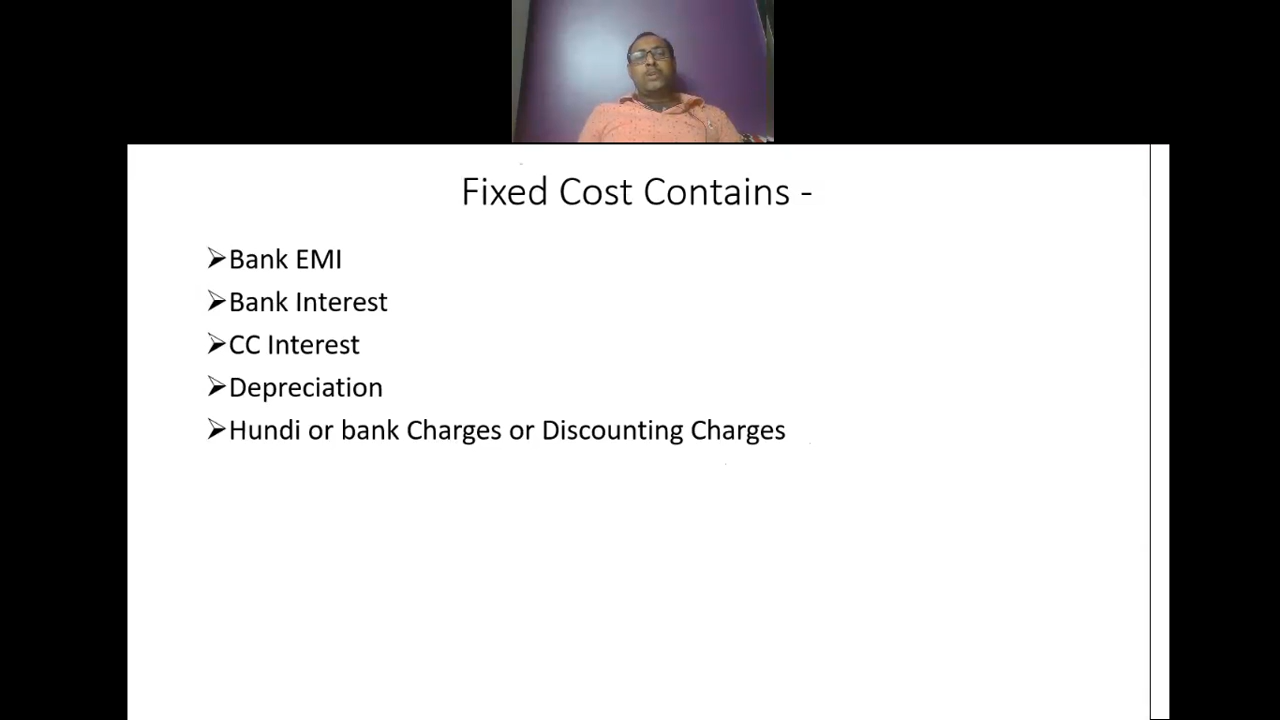 Fixed Cost Contains -
➢Bank EMI
➢Bank Interest
➢CC Interest
➢Depreciation
➢Hundi or bank Charges or Discounting Charges